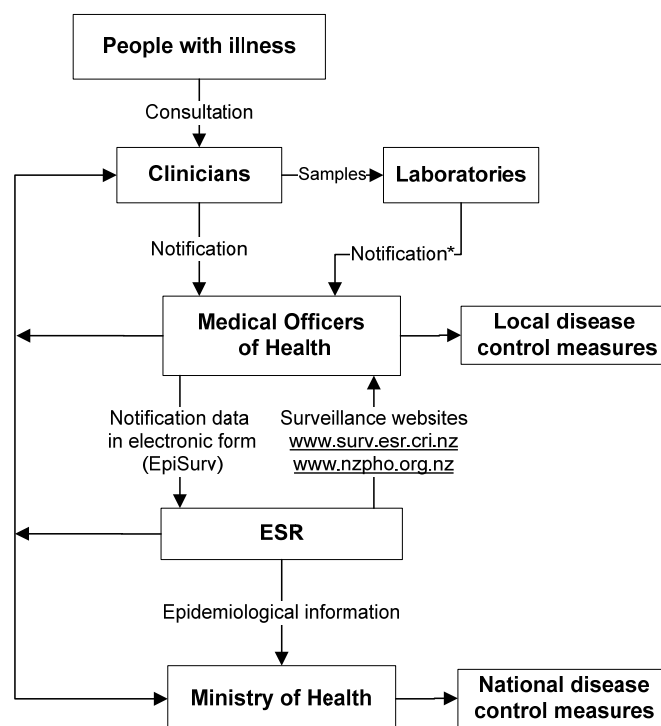 People with illness
Consultation
Clinicians
Samples
Laboratories
Notification
Notification*
Medical Officers
of Health
Local disease
control measures
Notification data
in electronic form
(EpiSurv)
Surveillance websites
www.surv.esr.cri.nz
www.nzpho.org.nz
ESR
Epidemiological information
Ministry of Health
National disease
control measures